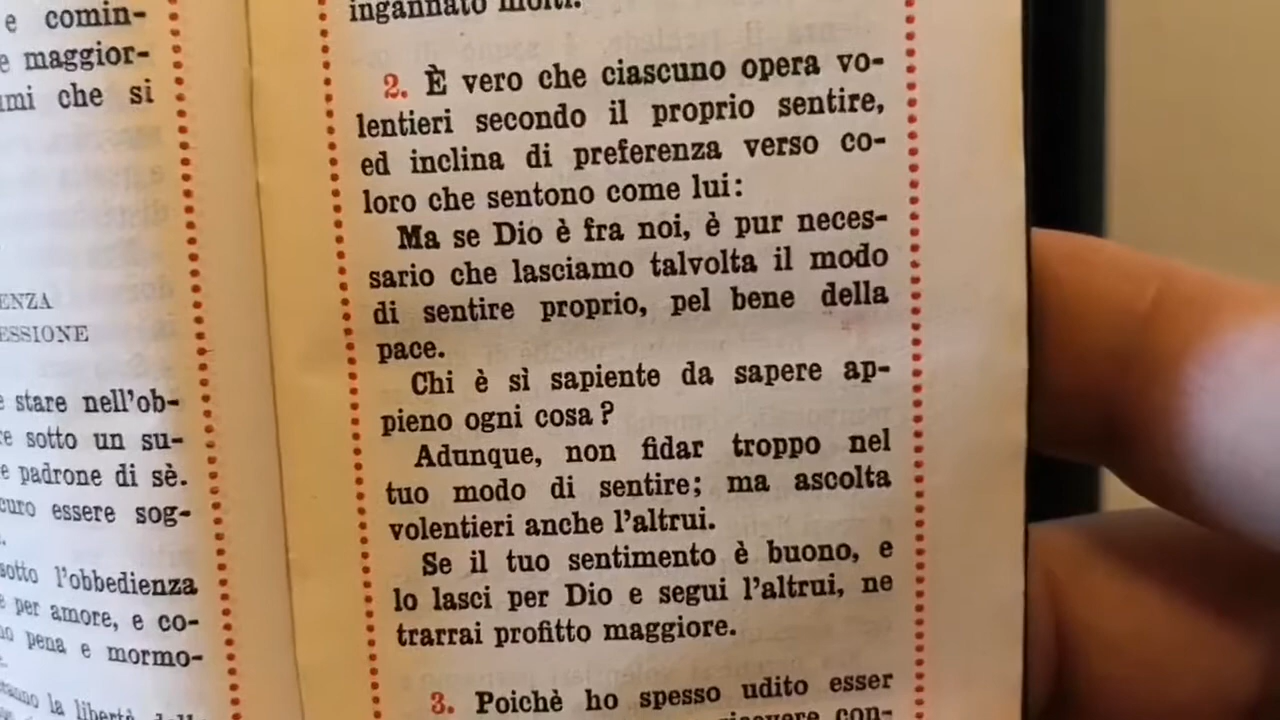 e comin-
e maggior-
che si
ENZA
ESSIONE
e stare nell'ob-
re sotto un su-
e padrone di sè.
curo essere sog-
sotto l'obbedienza
e per amore, e co-
pena e mormo-
la libertà
ingannato molti.
2. È vero che ciascuno opera vo-
lentieri secondo il proprio sentire,
ed inclina di preferenza verso co-
loro che sentono come lui:
Ma se Dio è fra noi, è pur neces-
sario che lasciamo talvolta il modo
di sentire proprio, pel bene della
pace.
Chi è sì sapiente da sapere ap-
pieno ogni cosa?
Adunque, non fidar troppo nel
tuo modo di sentire; ma ascolta
volentieri anche l'altrui.
Se il tuo sentimento è buono, e
lo lasci per Dio e segui l'altrui, ne
trarrai profitto maggiore.
3. Poichè ho spesso udito esser
con-